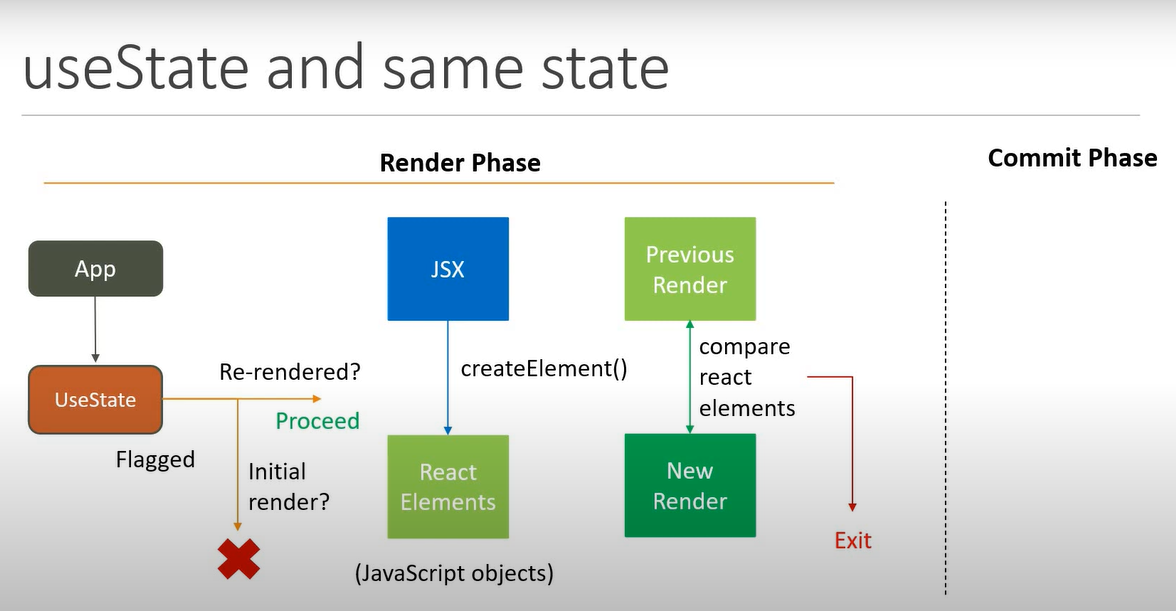 useState and same state
Render Phase
Commit Phase
App
UseState
Flagged
Re-rendered?
Proceed
Initial
render?
JSX
createElement()
React
Elements
(JavaScript objects)
Previous
Render
compare
react
elements
New
Render
Exit